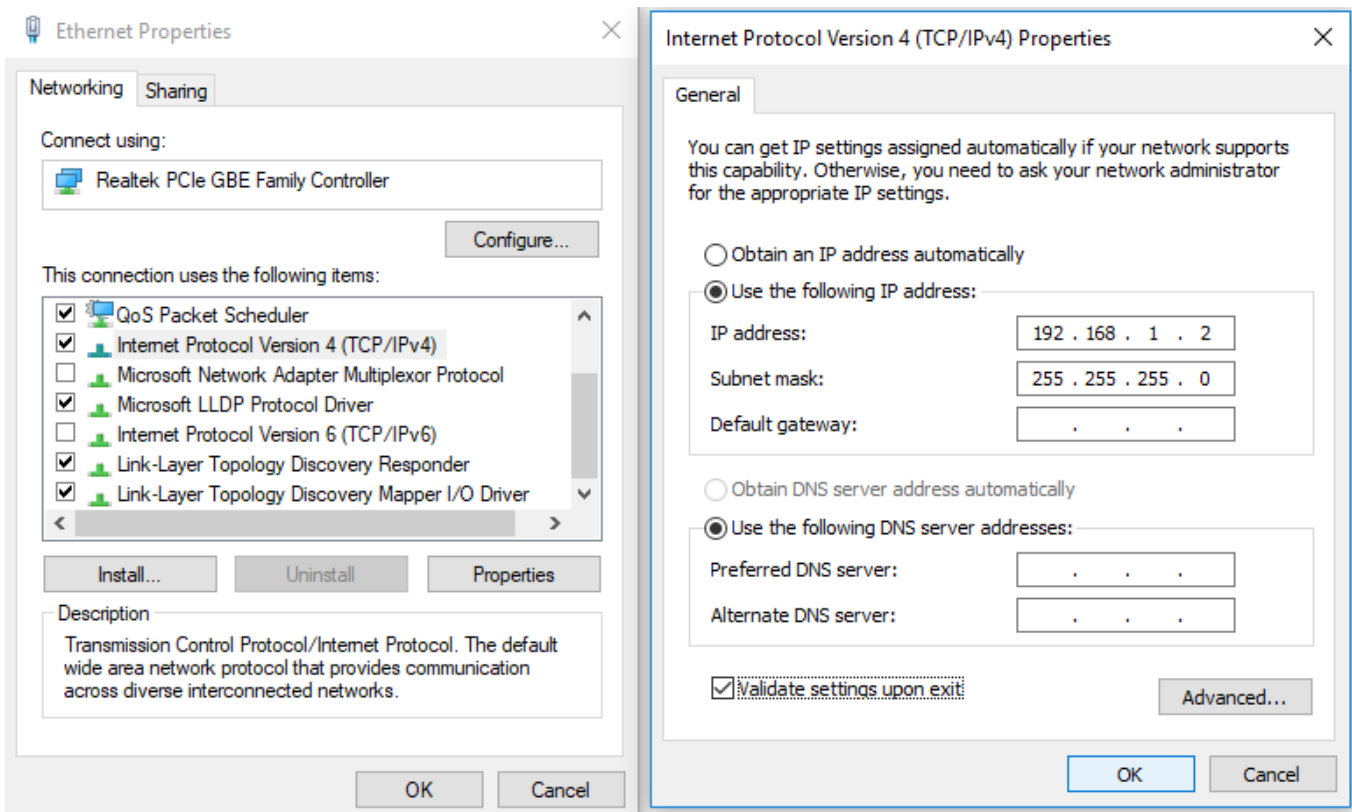 Ethernet Properties
Networking
Sharing
Connect using:
Realtek PCIe GBE Family Controller
Configure...
This connection uses the following items:
QoS Packet Scheduler
Internet Protocol Version 4 (TCP/IPv4)
Microsoft Network Adapter Multiplexor Protocol
Microsoft LLDP Protocol Driver
Internet Protocol Version 6 (TCP/IPv6)
Link-Layer Topology Discovery Responder
Link-Layer Topology Discovery Mapper I/O Driver
Install...
Uninstall
Properties
Description
Transmission Control Protocol/Internet Protocol. The default
wide area network protocol that provides communication
across diverse interconnected networks.
OK
Cancel
Internet Protocol Version 4 (TCP/IPv4) Properties
General
You can get IP settings assigned automatically if your network supports
this capability. Otherwise, you need to ask your network administrator
for the appropriate IP settings.
Obtain an IP address automatically
Use the following IP address:
IP address: 192 . 168 . 1 . 2
Subnet mask: 255 . 255 . 255 . 0
Default gateway: . . .
Obtain DNS server address automatically
Use the following DNS server addresses:
Preferred DNS server: . . .
Alternate DNS server: . . .
Validate settings upon exit
Advanced...
OK
Cancel